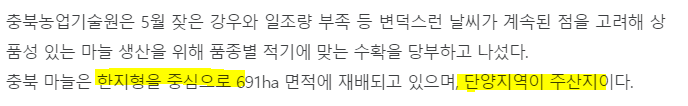 충북농업기술원은 5월 잦은 강우와 일조량 부족 등 변덕스런 날씨가 계속된 점을 고려해 상
품성 있는 마늘 생산을 위해 품종별 적기에 맞는 수확을 당부하고 나섰다.
충북 마늘은 한지형을 중심으로 691ha 면적에 재배되고 있으며, 단양지역이 주산지이다.